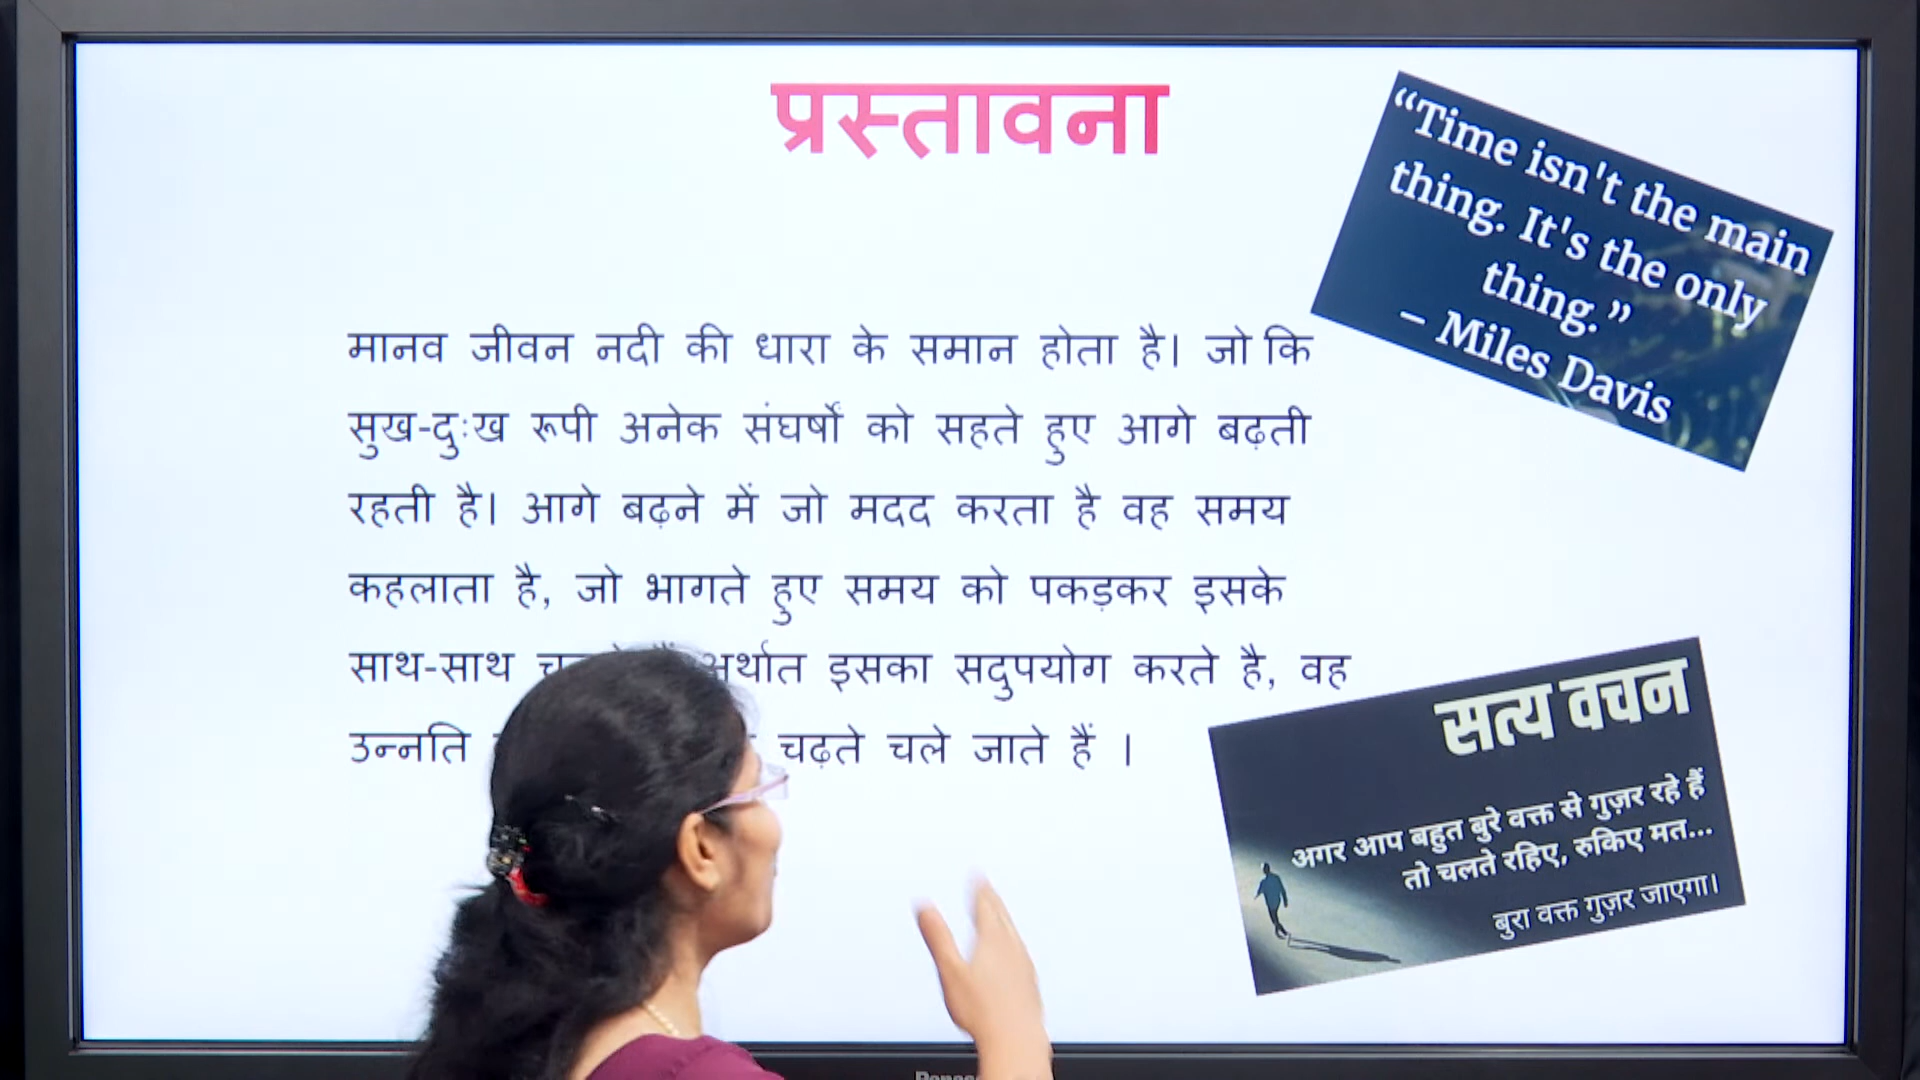 प्रस्तावना
“Time isn't the main
thing. It's the only
thing.”
– Miles Davis
मानव जीवन नदी की धारा के समान होता है। जो कि
सुख-दुःख रूपी अनेक संघर्षो को सहते हुए आगे बढ़ती
रहती है। आगे बढ़ने में जो मदद करता है वह समय
कहलाता है, जो भागते हुए समय को पकड़कर इसके
साथ-साथ अर्थात इसका सदुपयोग करते है, वह
उन्नति चढ़ते चले जाते हैं ।
सत्य वचन
अगर आप बहुत बुरे वक्त से गुज़र रहे हैं
तो चलते रहिए, रुकिए मत...
बुरा वक्त गुज़र जाएगा।